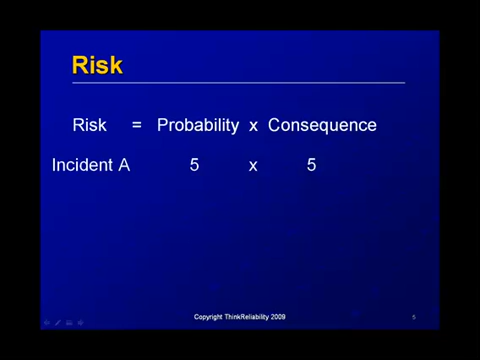 Risk
Risk = Probability x Consequence
Incident A 5 x 5
Copyright ThinkReliability 2009
5